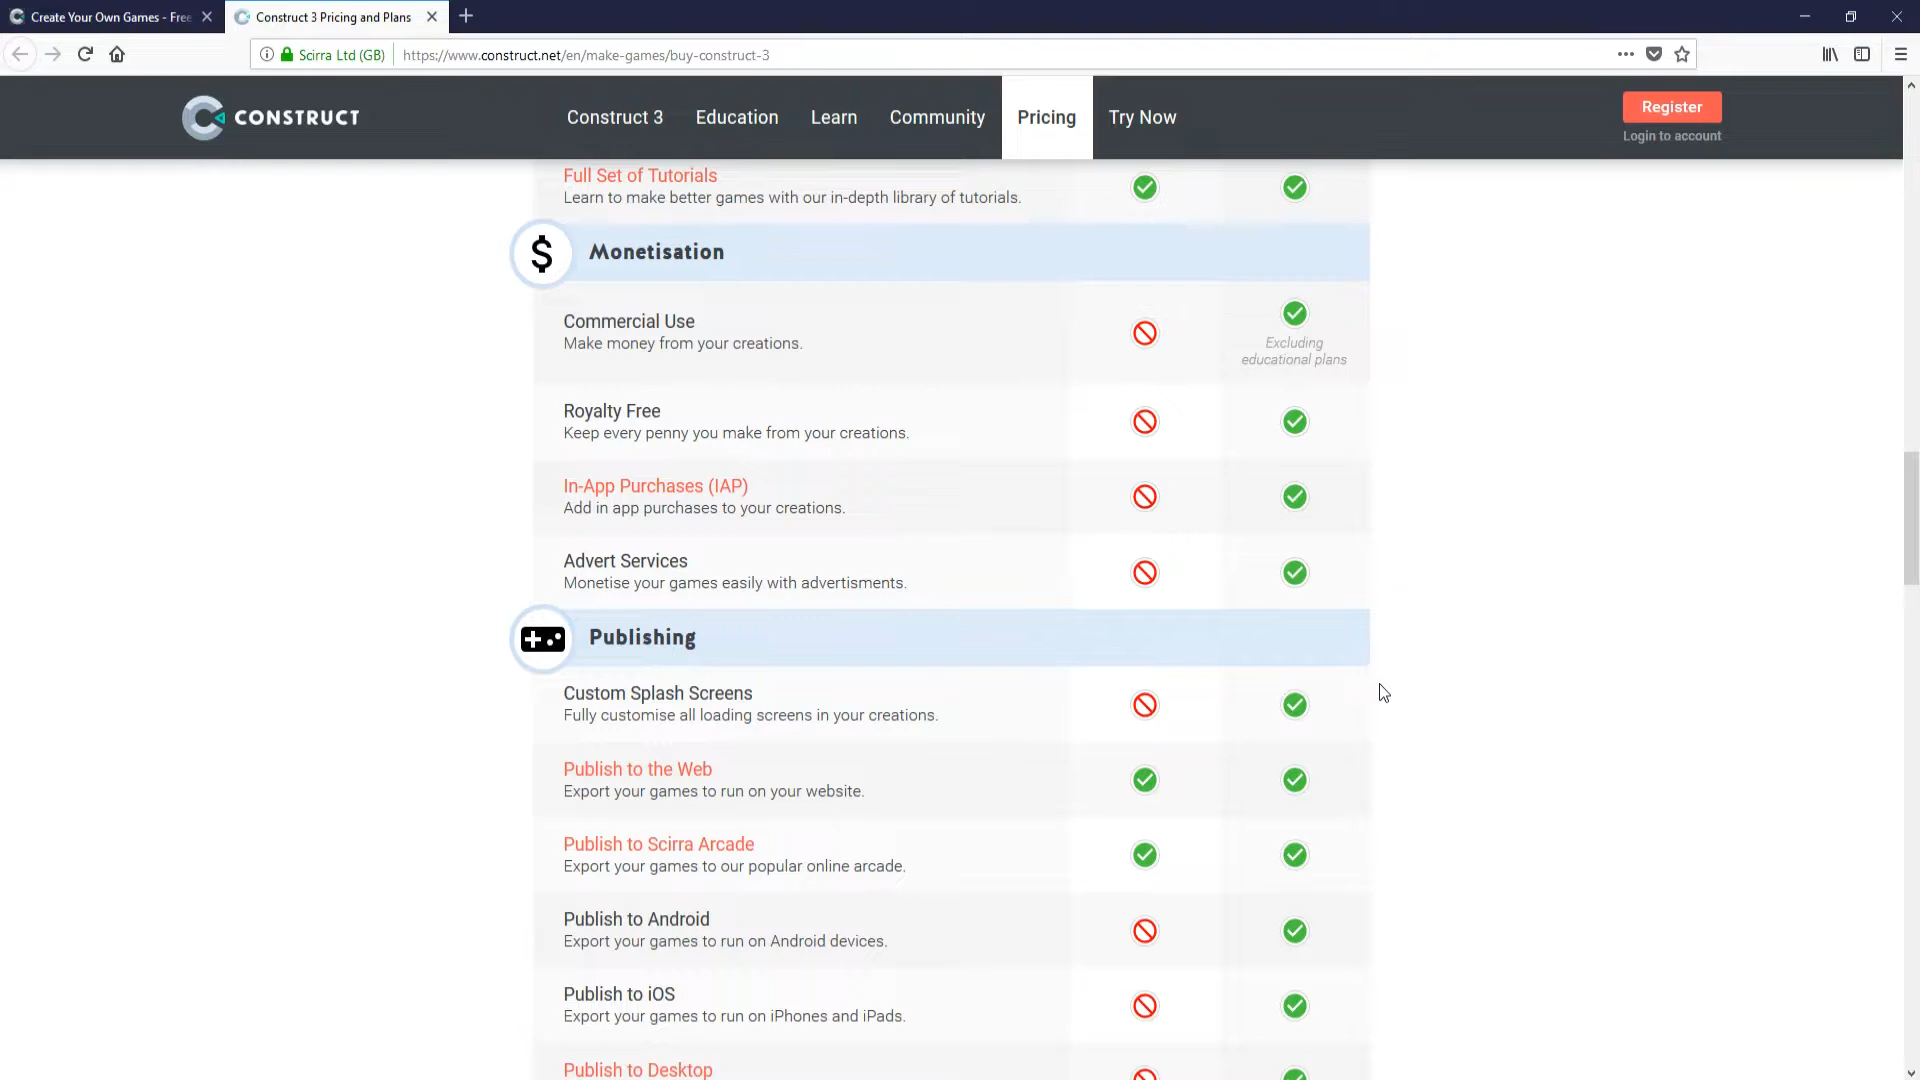 Create Your Own Games - Free
Construct 3 Pricing and Plans
Scirra Ltd (GB)
https://www.construct.net/en/make-games/buy-construct-3
CONSTRUCT
Construct 3
Education
Learn
Community
Pricing
Try Now
Register
Login to account
Full Set of Tutorials
Learn to make better games with our in-depth library of tutorials.
$
Monetisation
Commercial Use
Make money from your creations.
Excluding
educational plans
Royalty Free
Keep every penny you make from your creations.
In-App Purchases (IAP)
Add in app purchases to your creations.
Advert Services
Monetise your games easily with advertisments.
Publishing
Custom Splash Screens
Fully customise all loading screens in your creations.
Publish to the Web
Export your games to run on your website.
Publish to Scirra Arcade
Export your games to our popular online arcade.
Publish to Android
Export your games to run on Android devices.
Publish to iOS
Export your games to run on iPhones and iPads.
Publish to Desktop